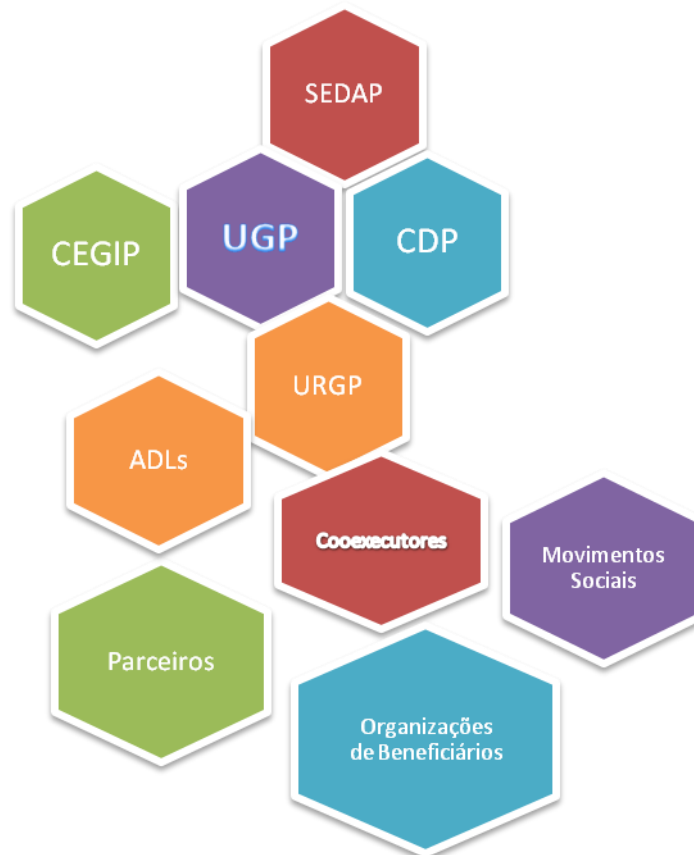 SEDAP
CEGIP
UGP
CDP
URGP
ADLs
Cooexecutores
Movimentos
Sociais
Parceiros
Organizações
de Beneficiários